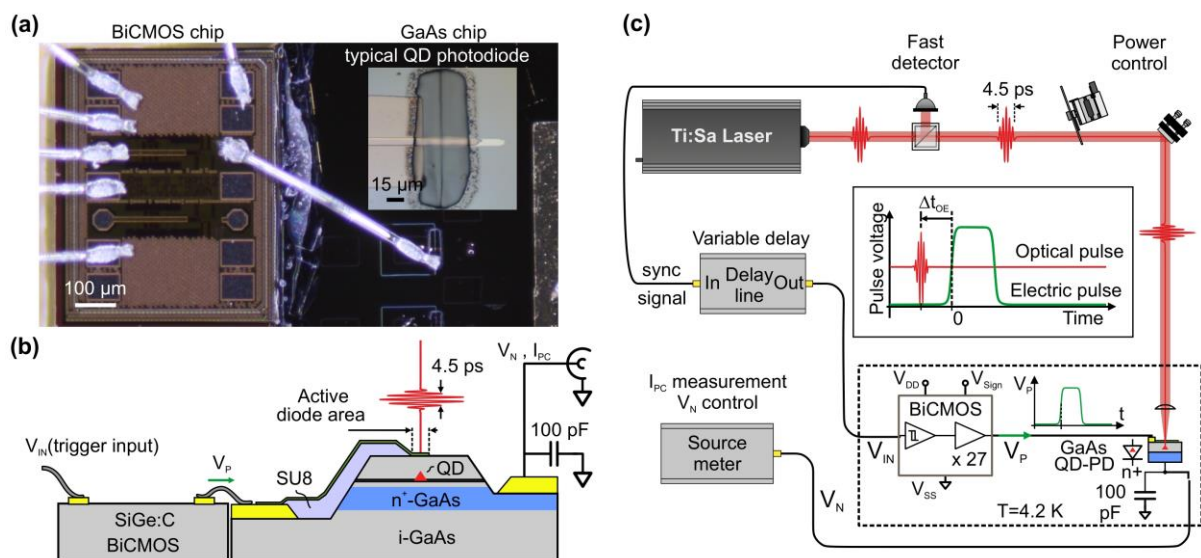 (a)
BiCMOS chip
GaAs chip
typical QD photodiode
15 µm
100 µm
(b)
V_N , I_PC
4.5 ps
Active
diode area
100 pF
V_IN(trigger input)
V_P
QD
SU8
n⁺-GaAs
SiGe:C
BiCMOS
i-GaAs
(c)
Fast
detector
Power
control
4.5 ps
Ti:Sa Laser
Variable delay
sync
signal
In Delay Out
line
Pulse voltage
Δt_OE
Optical pulse
Electric pulse
0
Time
I_PC measurement
V_N control
Source
meter
V_DD
V_Sign
BiCMOS
V_P
t
V_IN
x 27
V_P
GaAs
QD-PD
n+
V_SS
100
pF
V_N
T=4.2 K